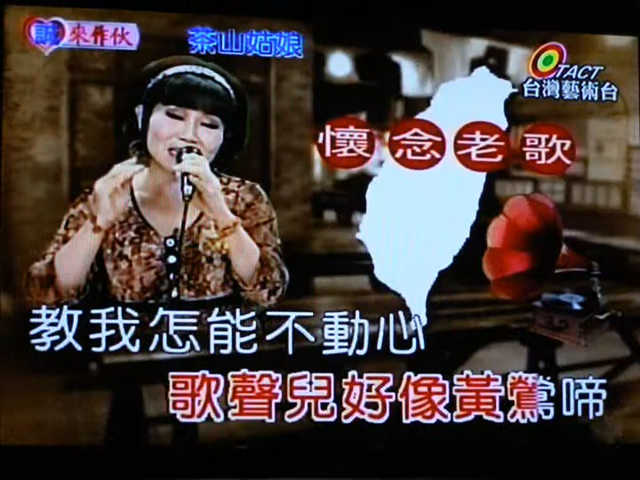 誠 來作伙
茶山姑娘
TACT
台灣藝術台
懷念老歌
教我怎能不動心
歌聲兒好像黃鶯啼